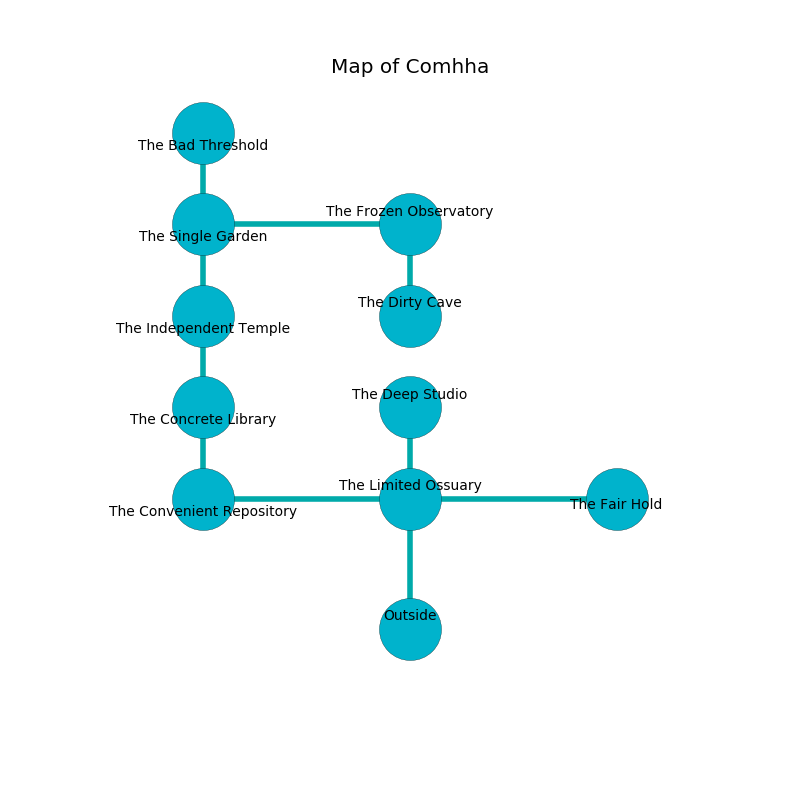 Map of Comhha
The Bad Threshold
The Frozen Observatory
The Single Garden
The Dirty Cave
The Independent Temple
The Deep Studio
The Concrete Library
The Limited Ossuary
The Fair Hold
The Convenient Repository
Outside